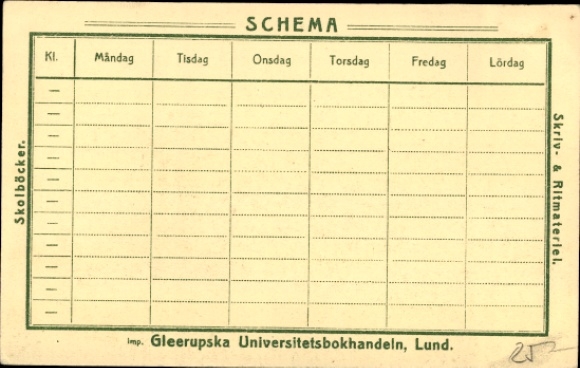 SCHEMA
Kl. Måndag Tisdag Onsdag Torsdag Fredag Lördag
—
—
—
—
—
—
—
—
—
—
—
Skolböcker.
Skriv- & Ritmateriel.
Imp. Gleerupska Universitetsbokhandeln, Lund.
25